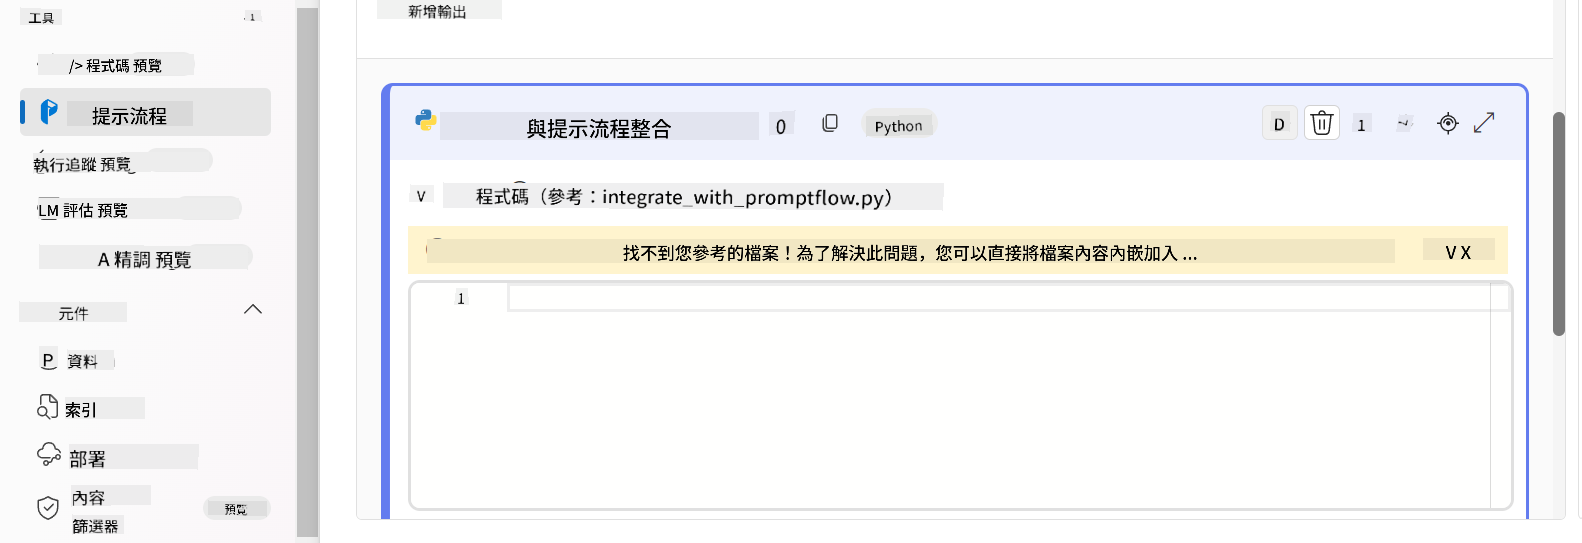 工具
1
/> 程式碼 預覽
提示流程
執行追蹤 預覽
LM 評估 預覽
A 精調 預覽
元件
P 資料
索引
部署
內容
篩選器
預覽
新增輸出
與提示流程整合
0
Python
D
1
V
程式碼（參考：integrate_with_promptflow.py）
找不到您參考的檔案！為了解決此問題，您可以直接將檔案內容內嵌加入 ...
V X
1